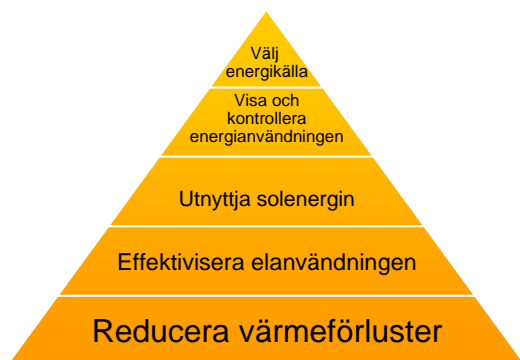 Välj
energikälla
Visa och
kontrollera
energianvändningen
Utnyttja solenergin
Effektivisera elanvändningen
Reducera värmeförluster